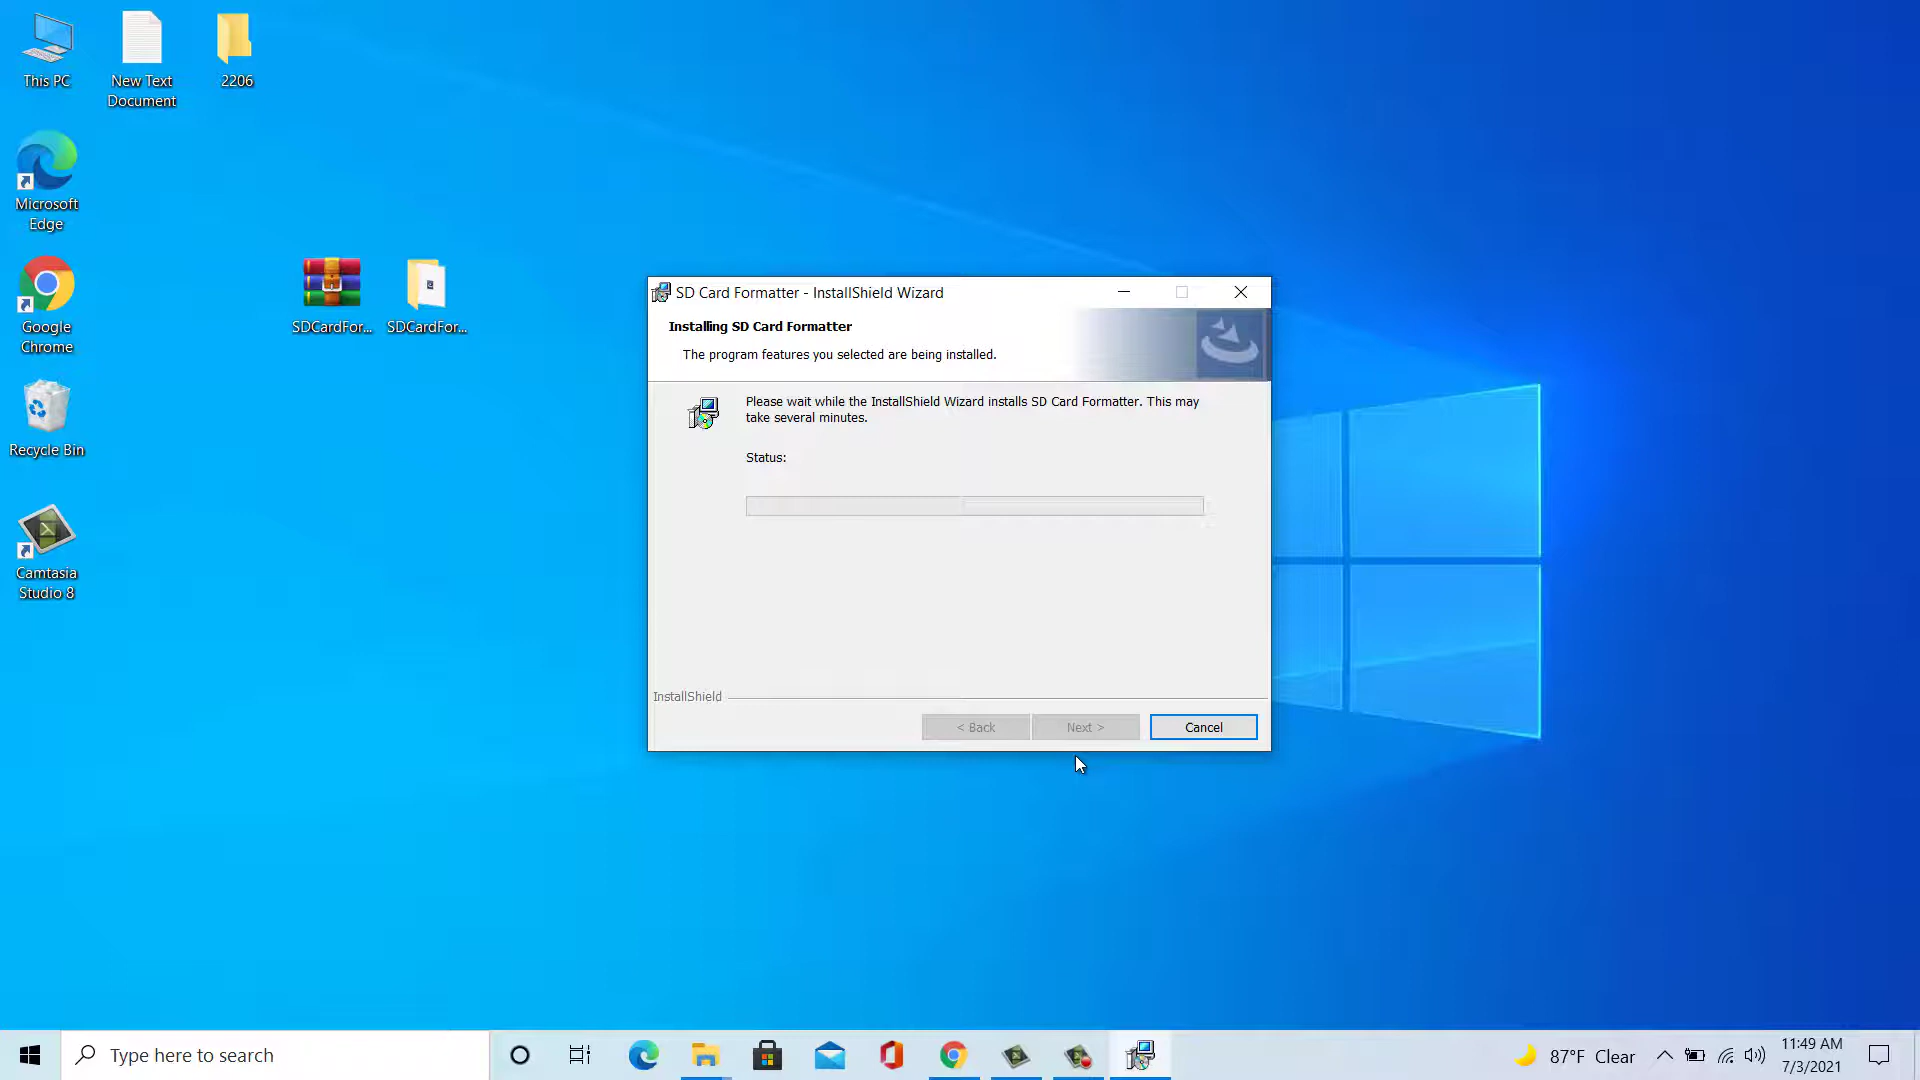 This PC
New Text
Document
2206
Microsoft
Edge
Google
Chrome
SDCardFor...
SDCardFor...
Recycle Bin
Camtasia
Studio 8
SD Card Formatter - InstallShield Wizard
Installing SD Card Formatter
The program features you selected are being installed.
Please wait while the InstallShield Wizard installs SD Card Formatter. This may
take several minutes.
Status:
InstallShield
< Back
Next >
Cancel
Type here to search
87°F Clear
11:49 AM
7/3/2021